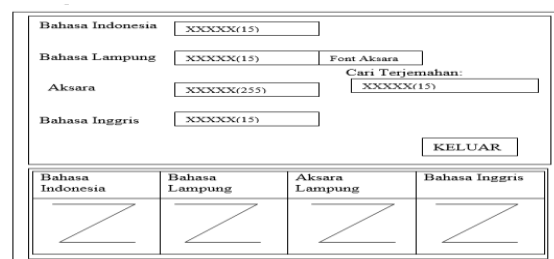 Bahasa Indonesia XXXXX(15)
Bahasa Lampung XXXXX(15) Font Aksara
Cari Terjemahan:
Aksara XXXXX(255) XXXXX(15)
Bahasa Inggris XXXXX(15)
KELUAR
Bahasa Indonesia Bahasa Lampung Aksara Lampung Bahasa Inggris